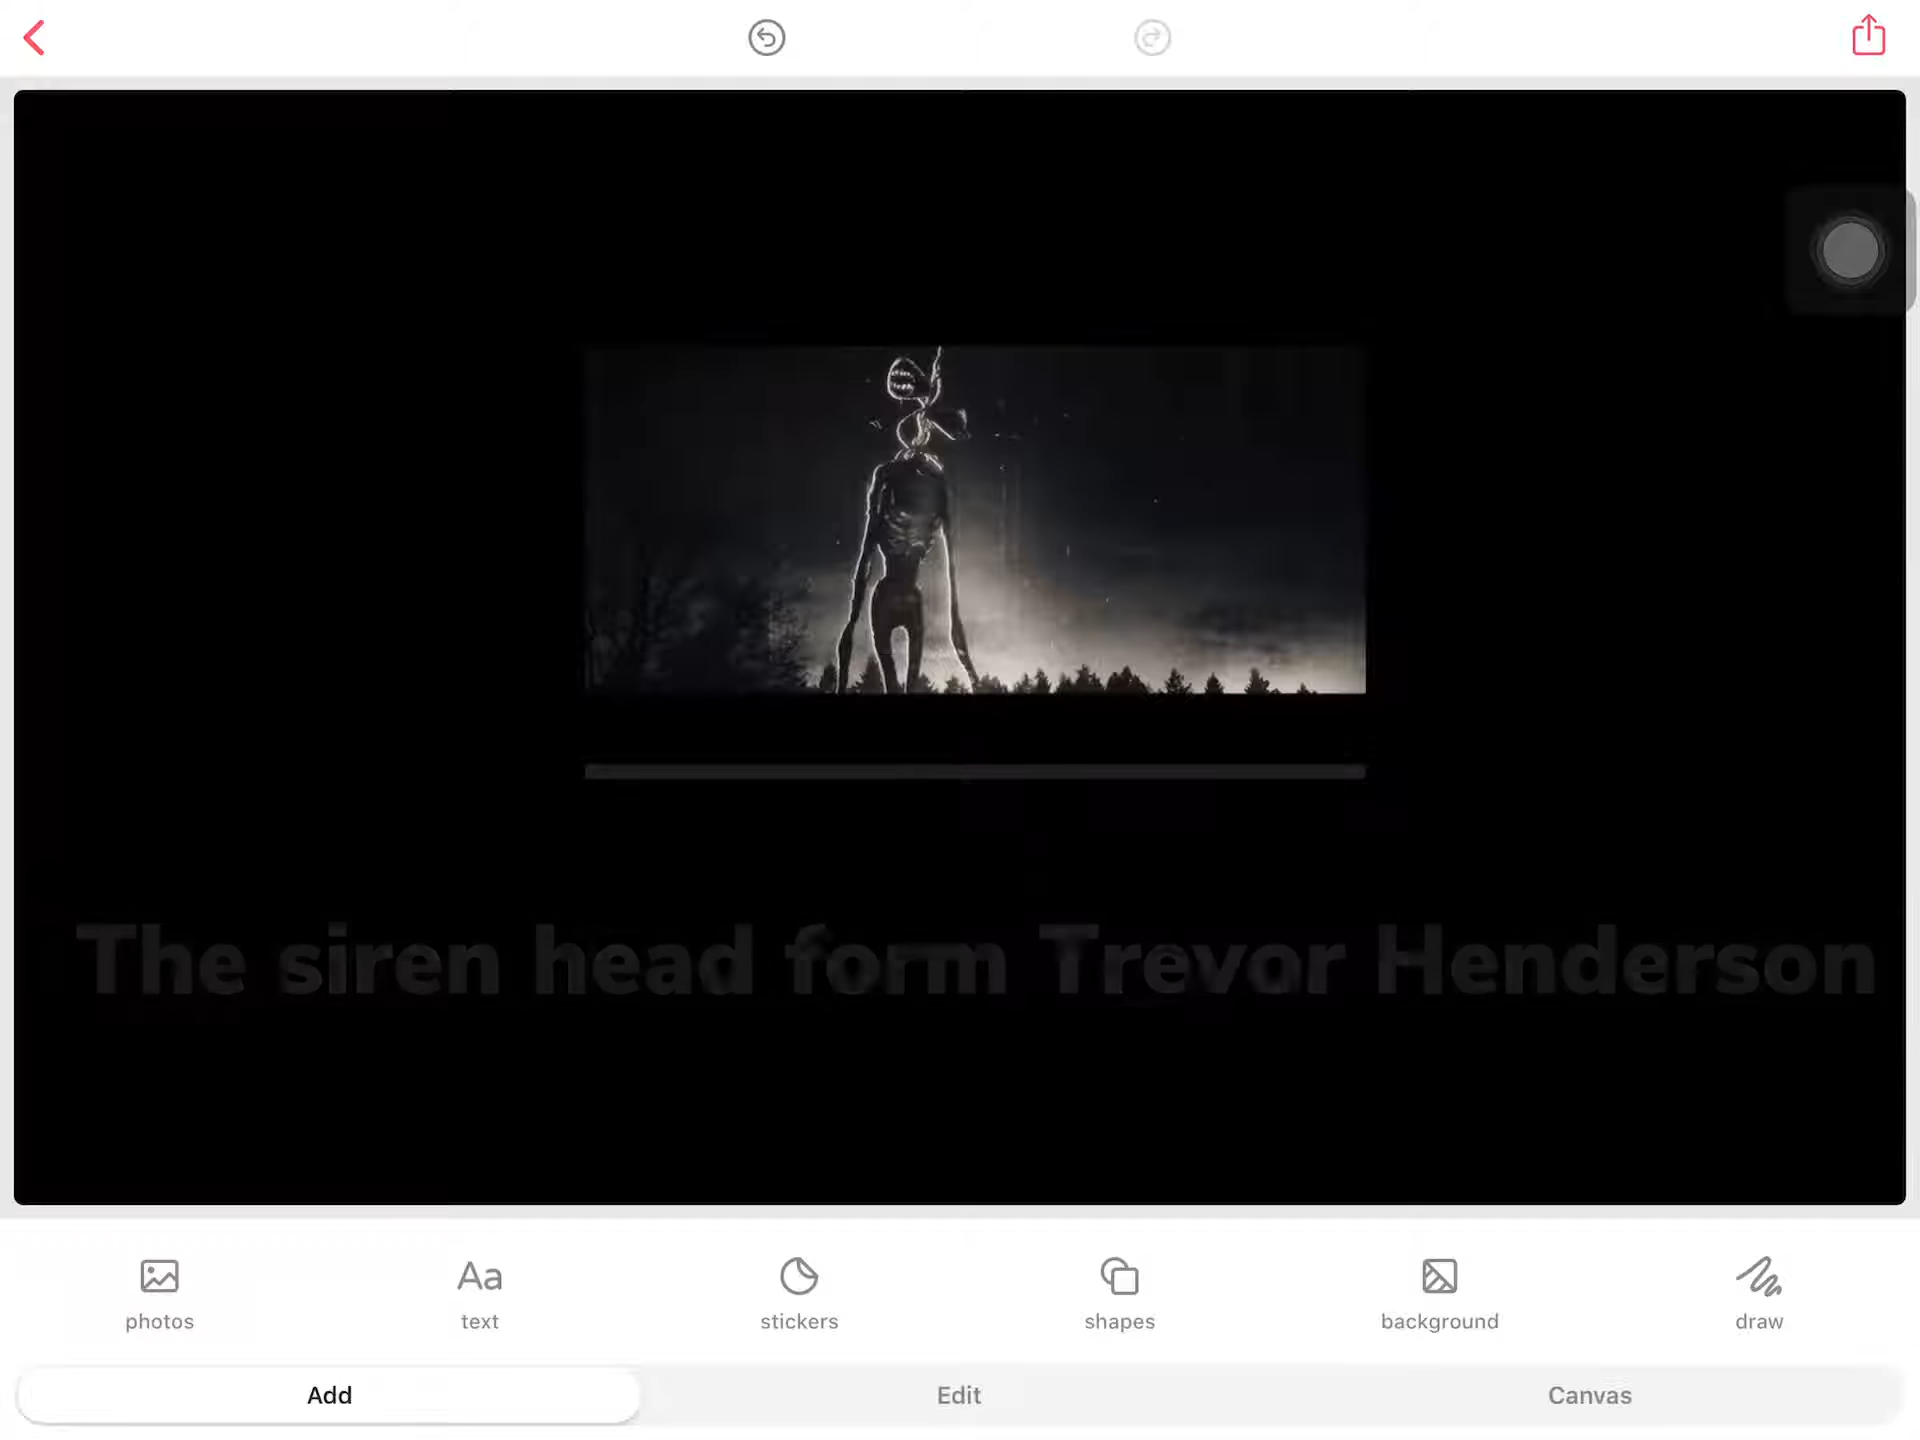 The siren head form Trevor Henderson
photos
text
stickers
shapes
background
draw
Add
Edit
Canvas